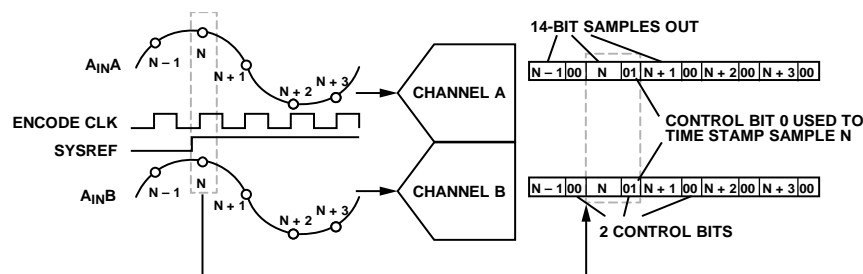 14-BIT SAMPLES OUT
AINA
N – 1
N
N + 1
N + 2
N + 3
CHANNEL A
N – 1 00 N 01 N + 1 00 N + 2 00 N + 3 00
ENCODE CLK
SYSREF
CONTROL BIT 0 USED TO
TIME STAMP SAMPLE N
AINB
N – 1
N
N + 1
N + 2
N + 3
CHANNEL B
N – 1 00 N 01 N + 1 00 N + 2 00 N + 3 00
2 CONTROL BITS